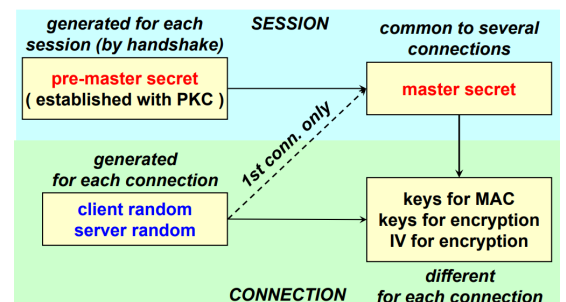 generated for each
session (by handshake)
SESSION
common to several
connections
pre-master secret
( established with PKC )
master secret
1st conn. only
generated
for each connection
client random
server random
keys for MAC
keys for encryption
IV for encryption
CONNECTION
different
for each connection